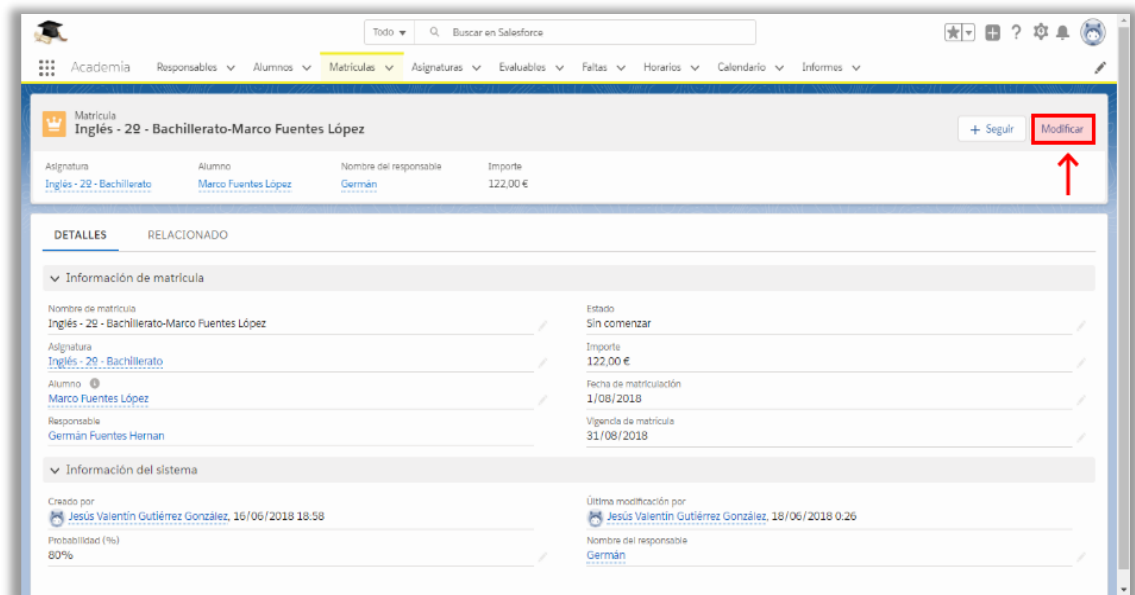 Todo Buscar en Salesforce
Academia Responsables Alumnos Matrículas Asignaturas Evaluables Faltas Horarios Calendario Informes
Matrícula
Inglés - 2º - Bachillerato-Marco Fuentes López
+ Seguir Modificar
Asignatura Alumno Nombre del responsable Importe
Inglés - 2º - Bachillerato Marco Fuentes López Germán 122,00 €
DETALLES RELACIONADO
Información de matrícula
Nombre de matrícula Estado
Inglés - 2º - Bachillerato-Marco Fuentes López Sin comenzar
Asignatura Importe
Inglés - 2º - Bachillerato 122,00 €
Alumno Fecha de matriculación
Marco Fuentes López 1/08/2018
Responsable Vigencia de matrícula
Germán Fuentes Hernan 31/08/2018
Información del sistema
Creado por Última modificación por
Jesús Valentín Gutiérrez González, 16/06/2018 18:58 Jesús Valentín Gutiérrez González, 18/06/2018 0:26
Probabilidad (%) Nombre del responsable
80% Germán